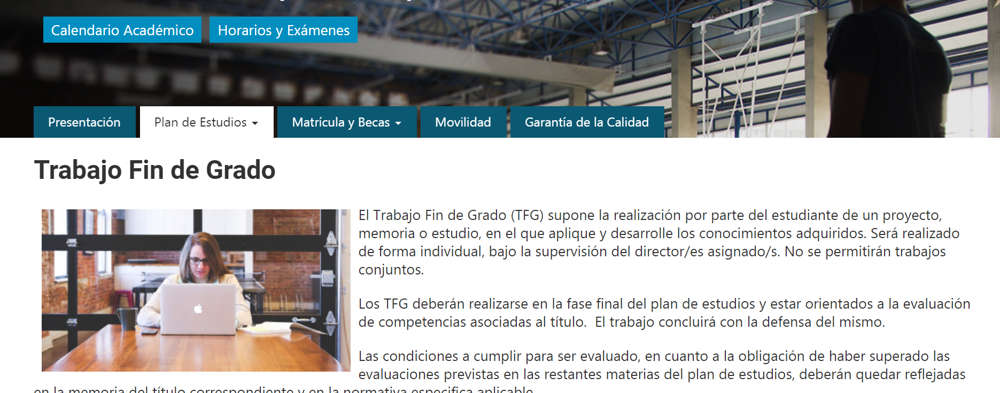 Calendario Académico
Horarios y Exámenes
Presentación
Plan de Estudios
Matrícula y Becas
Movilidad
Garantía de la Calidad
Trabajo Fin de Grado
El Trabajo Fin de Grado (TFG) supone la realización por parte del estudiante de un proyecto,
memoria o estudio, en el que aplique y desarrolle los conocimientos adquiridos. Será realizado
de forma individual, bajo la supervisión del director/es asignado/s. No se permitirán trabajos
conjuntos.
Los TFG deberán realizarse en la fase final del plan de estudios y estar orientados a la evaluación
de competencias asociadas al título.  El trabajo concluirá con la defensa del mismo.
Las condiciones a cumplir para ser evaluado, en cuanto a la obligación de haber superado las
evaluaciones previstas en las restantes materias del plan de estudios, deberán quedar reflejadas
en la memoria del título correspondiente y en la normativa especifica aplicable.